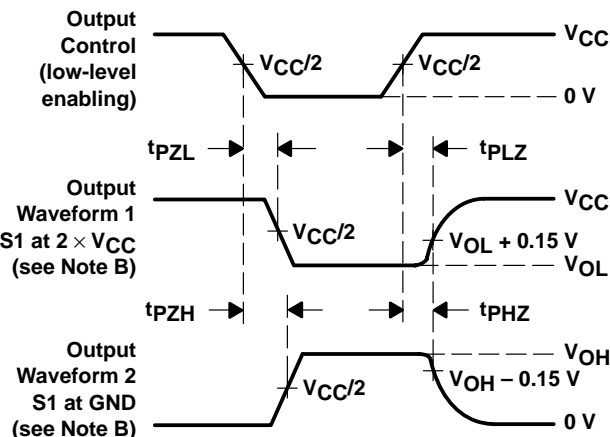 Output
Control
(low-level
enabling)
VCC/2
VCC/2
VCC
0 V
tPZL
tPLZ
Output
Waveform 1
S1 at 2 × VCC
(see Note B)
VCC/2
VCC
VOL + 0.15 V
VOL
tPZH
tPHZ
Output
Waveform 2
S1 at GND
(see Note B)
VCC/2
VOH
VOH – 0.15 V
0 V